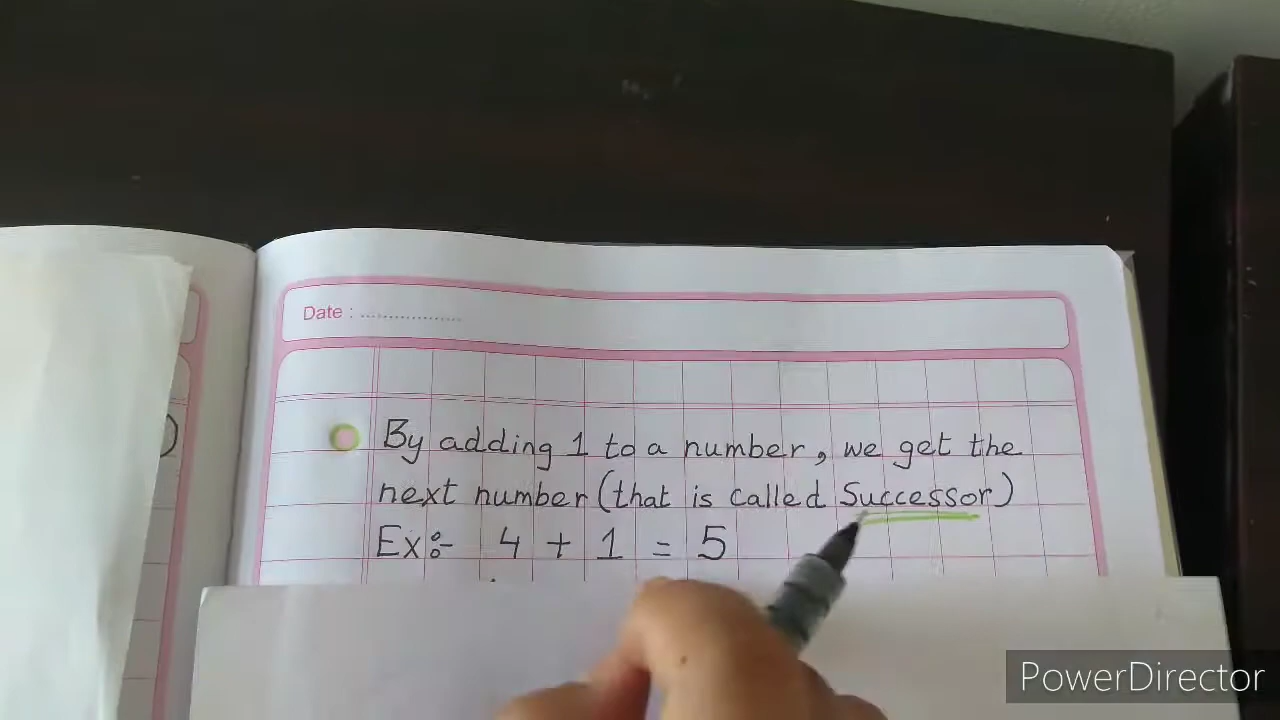 Date : ..................
By adding 1 to a number, we get the
next number (that is called Successor)
Ex:- 4 + 1 = 5
PowerDirector